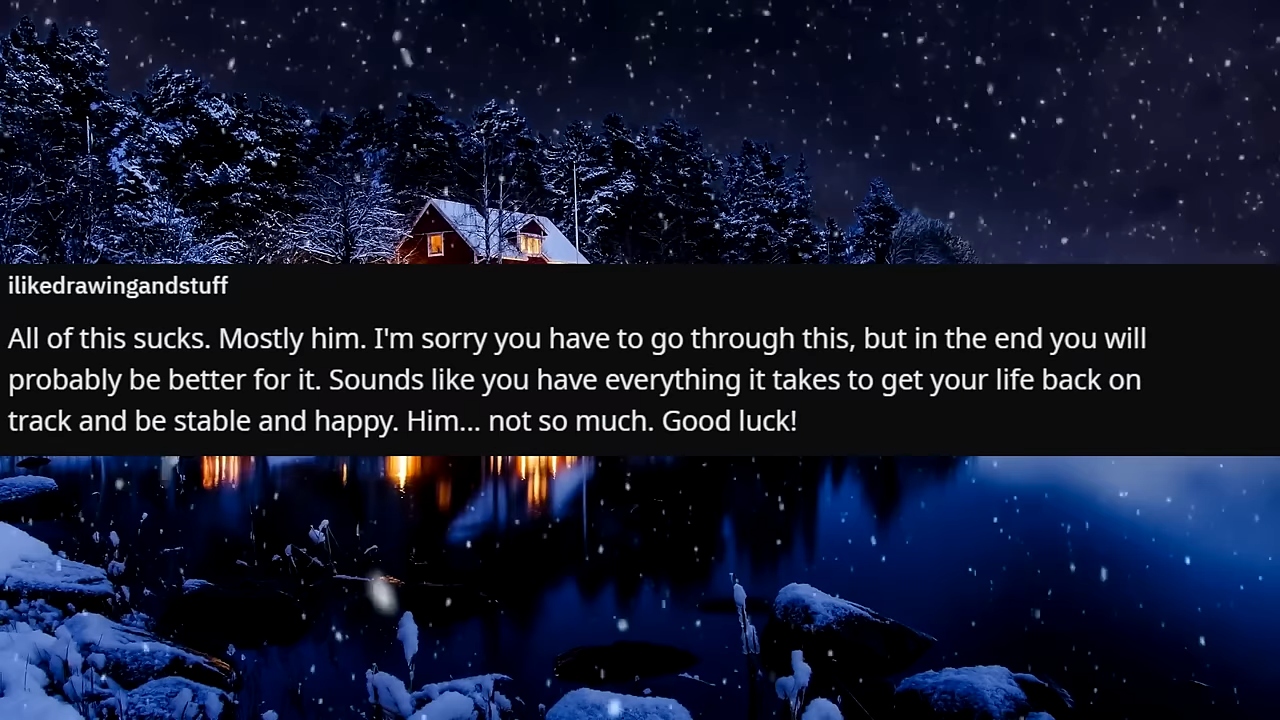 ilikedrawingandstuff
All of this sucks. Mostly him. I'm sorry you have to go through this, but in the end you will
probably be better for it. Sounds like you have everything it takes to get your life back on
track and be stable and happy. Him... not so much. Good luck!